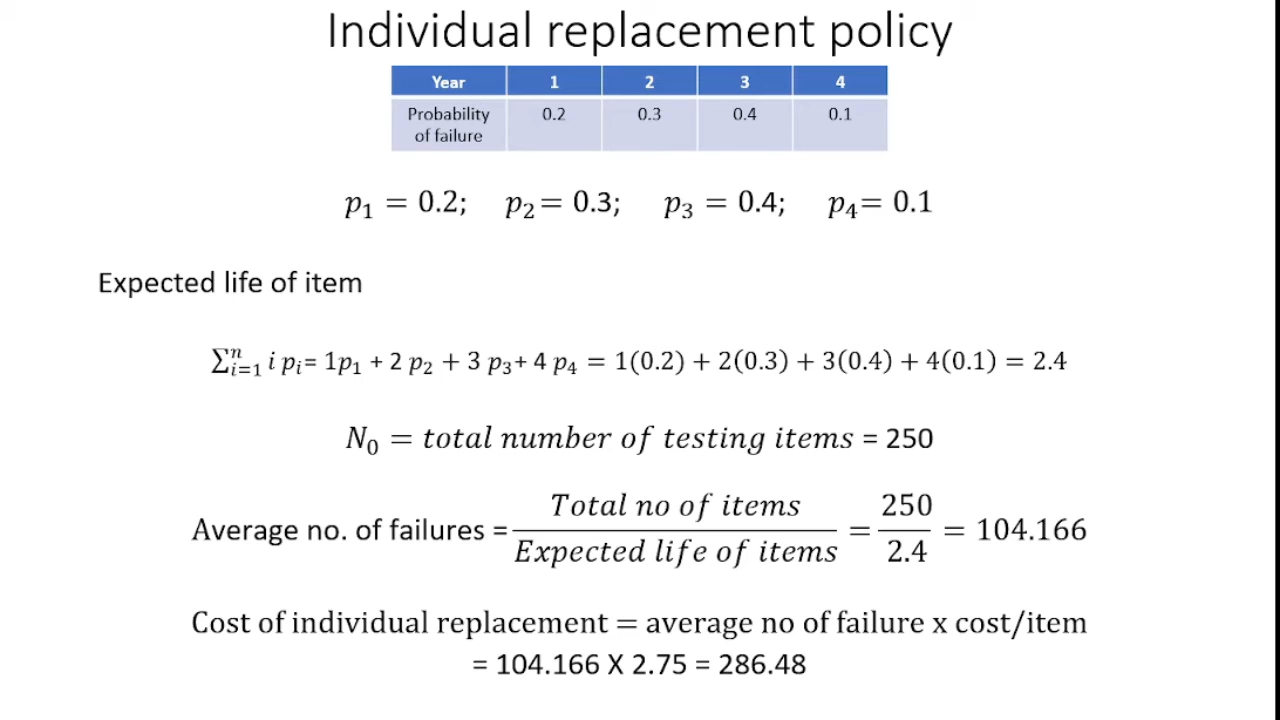 Individual replacement policy
Year 1 2 3 4
Probability of failure 0.2 0.3 0.4 0.1
p₁ = 0.2; p₂= 0.3; p₃ = 0.4; p₄= 0.1
Expected life of item
∑ⁿᵢ₌₁ i pᵢ= 1p₁ + 2 p₂ + 3 p₃+ 4 p₄ = 1(0.2) + 2(0.3) + 3(0.4) + 4(0.1) = 2.4
N₀ = total number of testing items = 250
Average no. of failures = Total no of items / Expected life of items = 250 / 2.4 = 104.166
Cost of individual replacement = average no of failure x cost/item
= 104.166 X 2.75 = 286.48